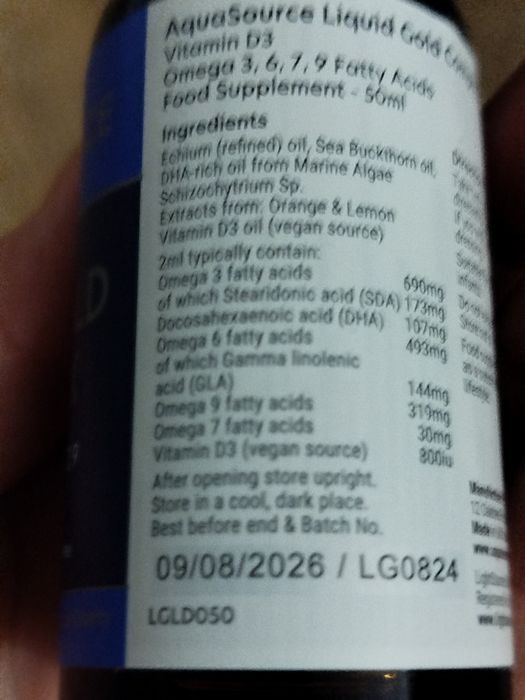 AquaSource Liquid Gold
Vitamin D3
Omega 3, 6, 7, 9 Fatty Acids
Food Supplement - 50ml
Ingredients
Echium (refined) oil, Sea Buckthorn oil,
DHA-rich oil from Marine Algae
Schizochytrium Sp.
Extracts from: Orange & Lemon
Vitamin D3 oil (vegan source)
2ml typically contain:
Omega 3 fatty acids 690mg
of which Stearidonic acid (SDA) 173mg
Docosahexaenoic acid (DHA) 107mg
Omega 6 fatty acids 493mg
of which Gamma linolenic
acid (GLA) 144mg
Omega 9 fatty acids 319mg
Omega 7 fatty acids 30mg
Vitamin D3 (vegan source) 800iu
After opening store upright.
Store in a cool, dark place.
Best before end & Batch No.
09/08/2026 / LG0824
LGLD050